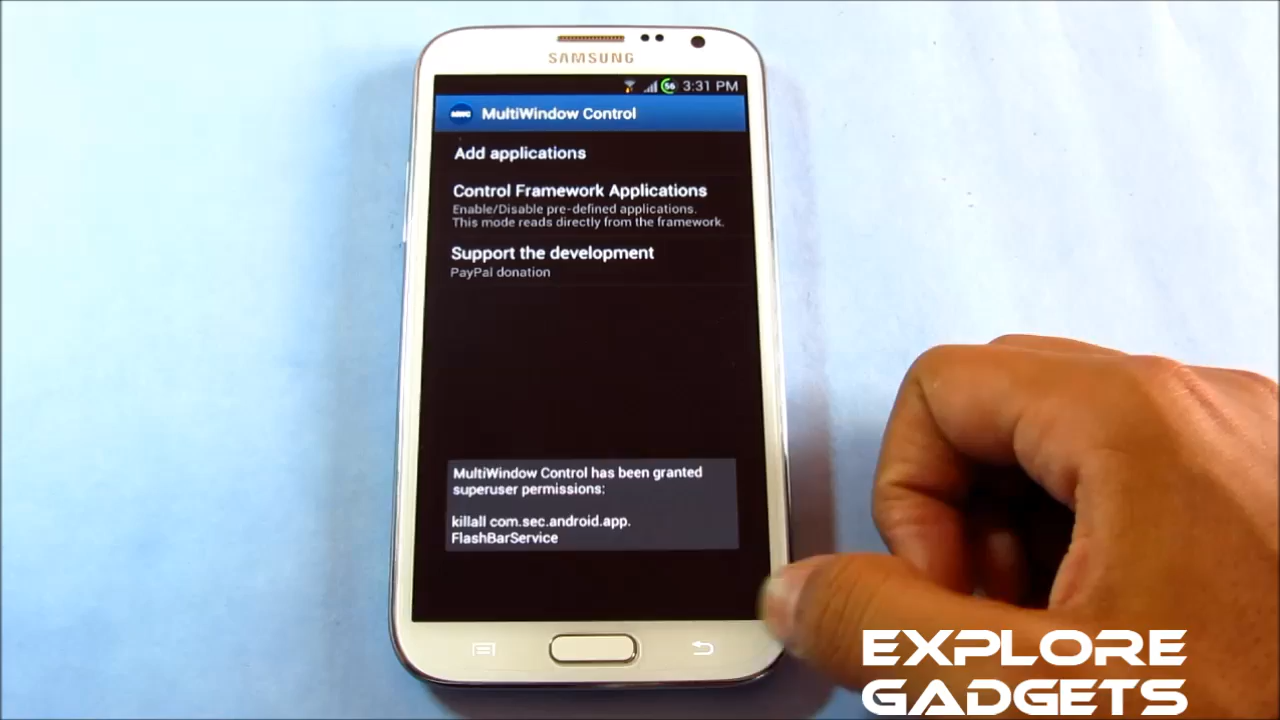 SAMSUNG
56 3:31 PM
MWC MultiWindow Control
Add applications
Control Framework Applications
Enable/Disable pre-defined applications.
This mode reads directly from the framework.
Support the development
PayPal donation
MultiWindow Control has been granted
superuser permissions:
killall com.sec.android.app.
FlashBarService
EXPLORE
GADGETS